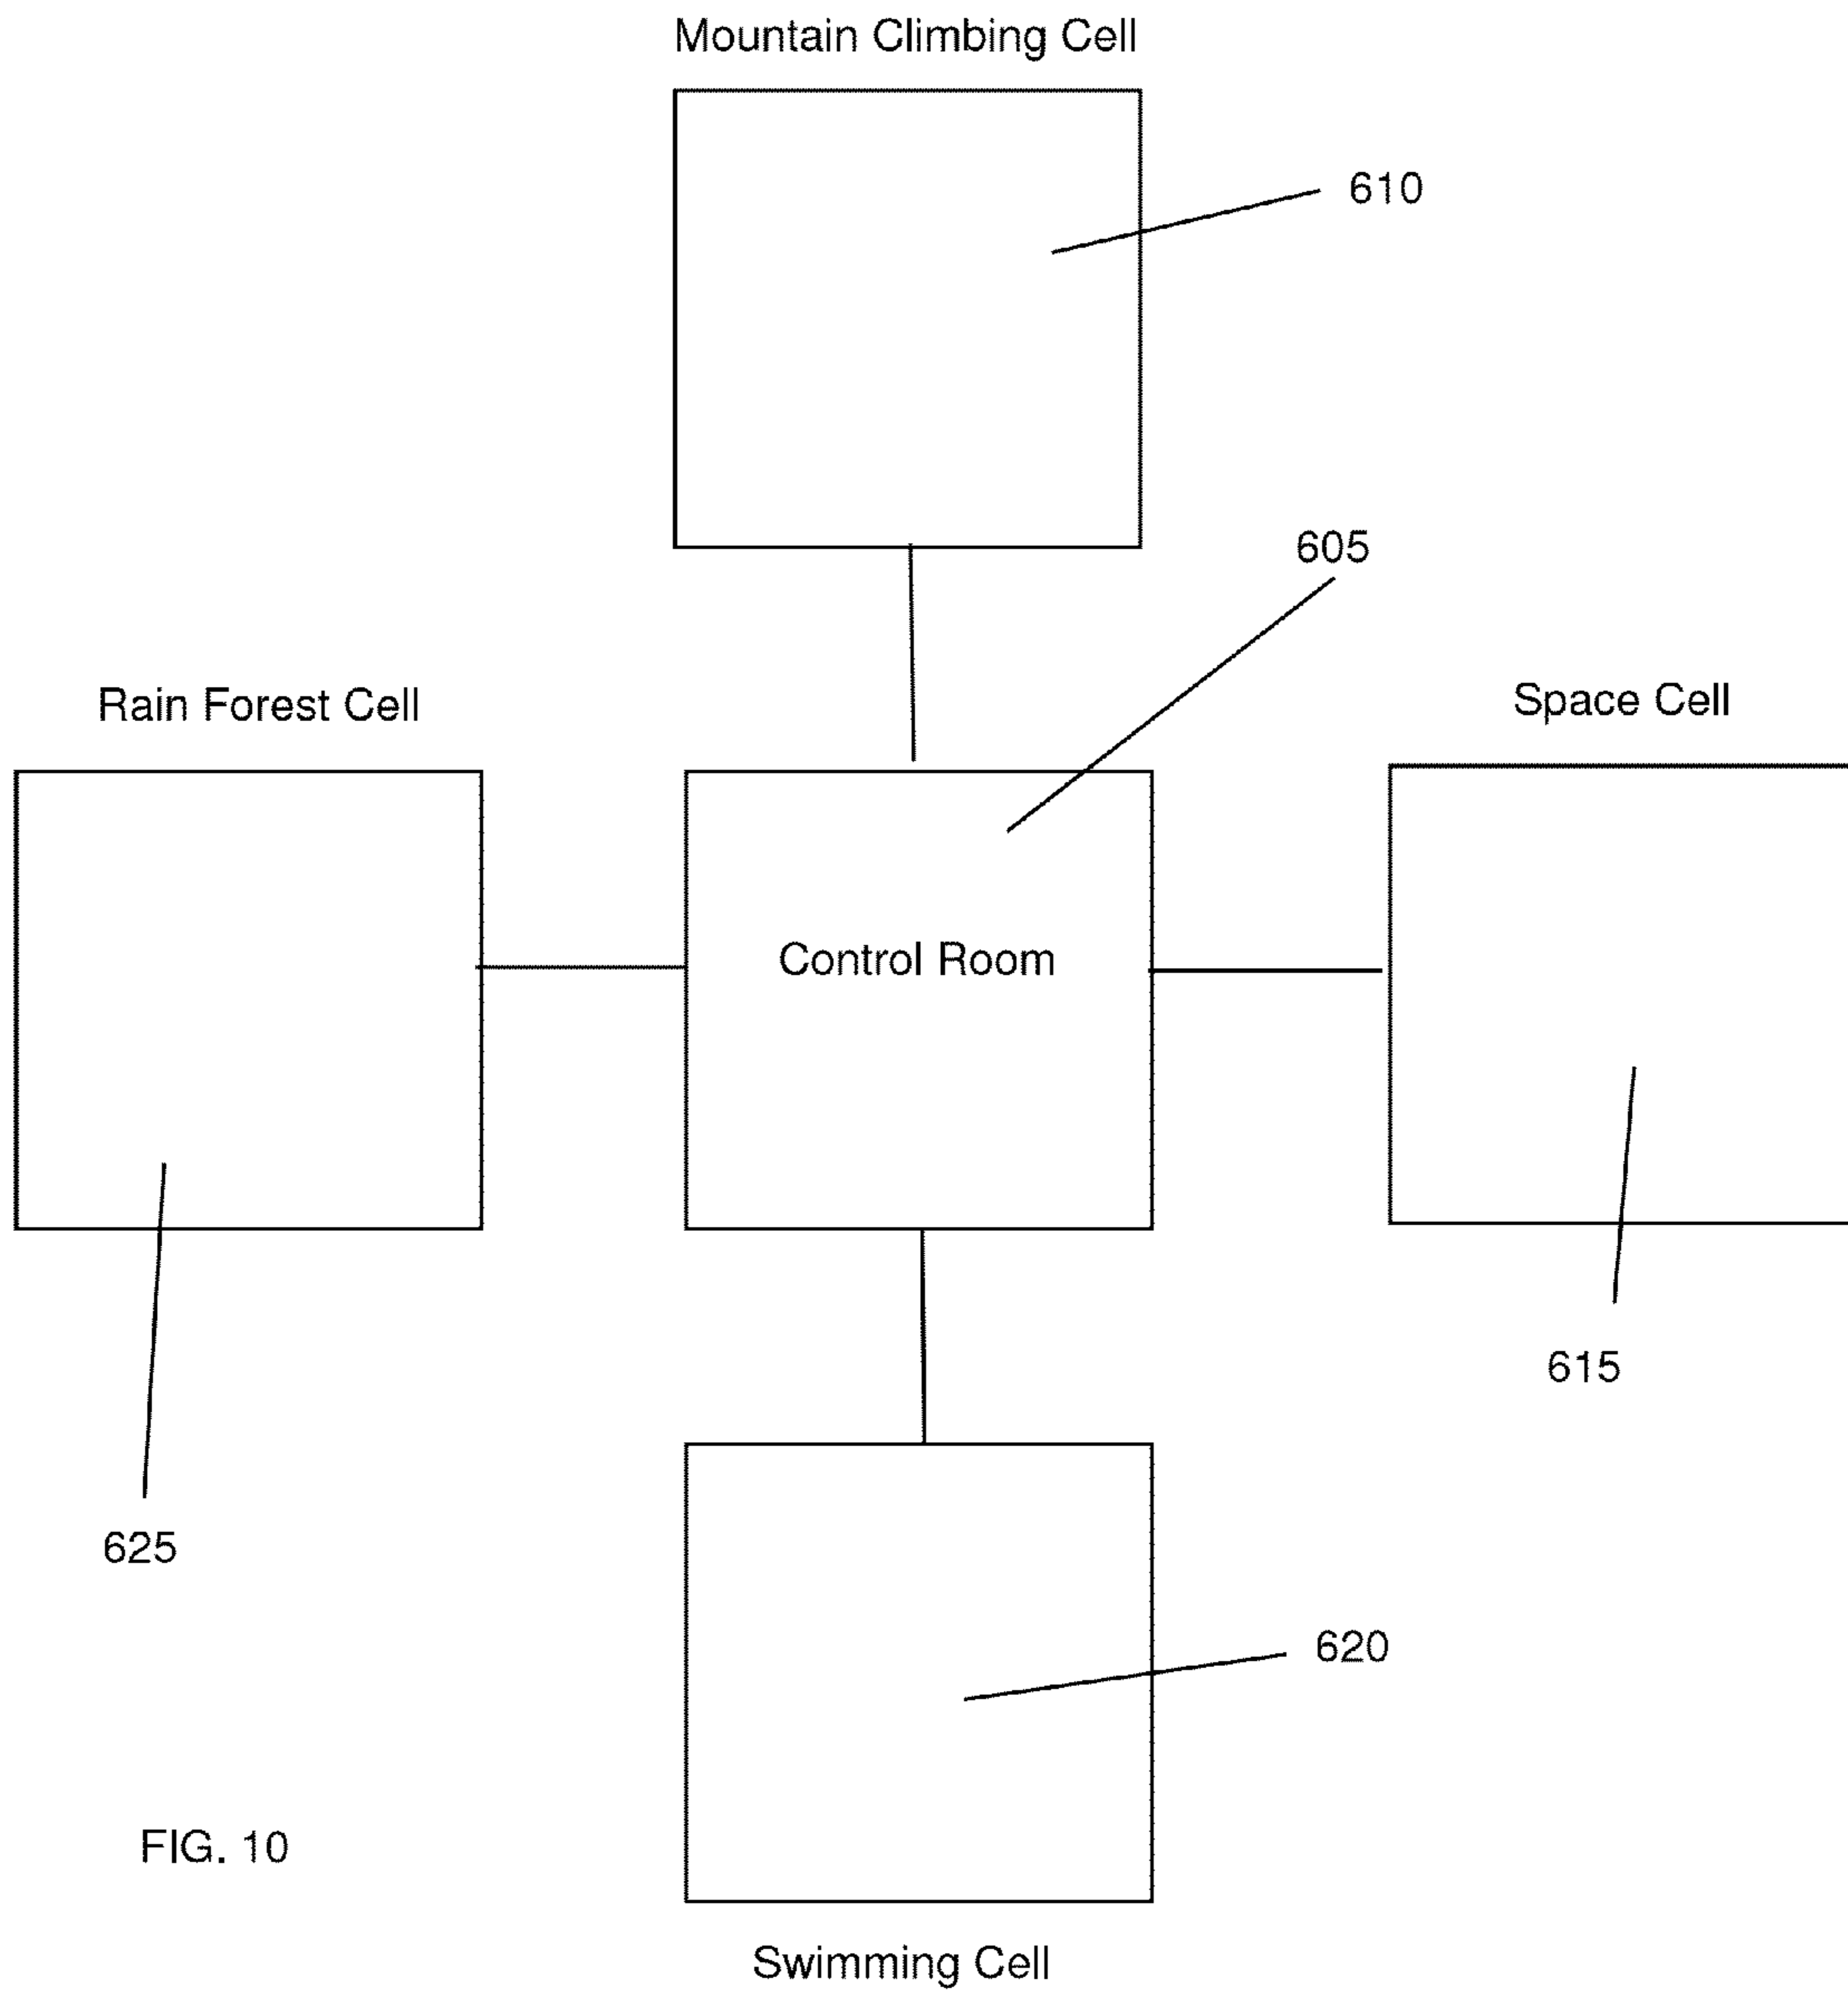 Mountain Climbing Cell
610
605
Rain Forest Cell
Space Cell
Control Room
615
625
620
FIG. 10
Swimming Cell